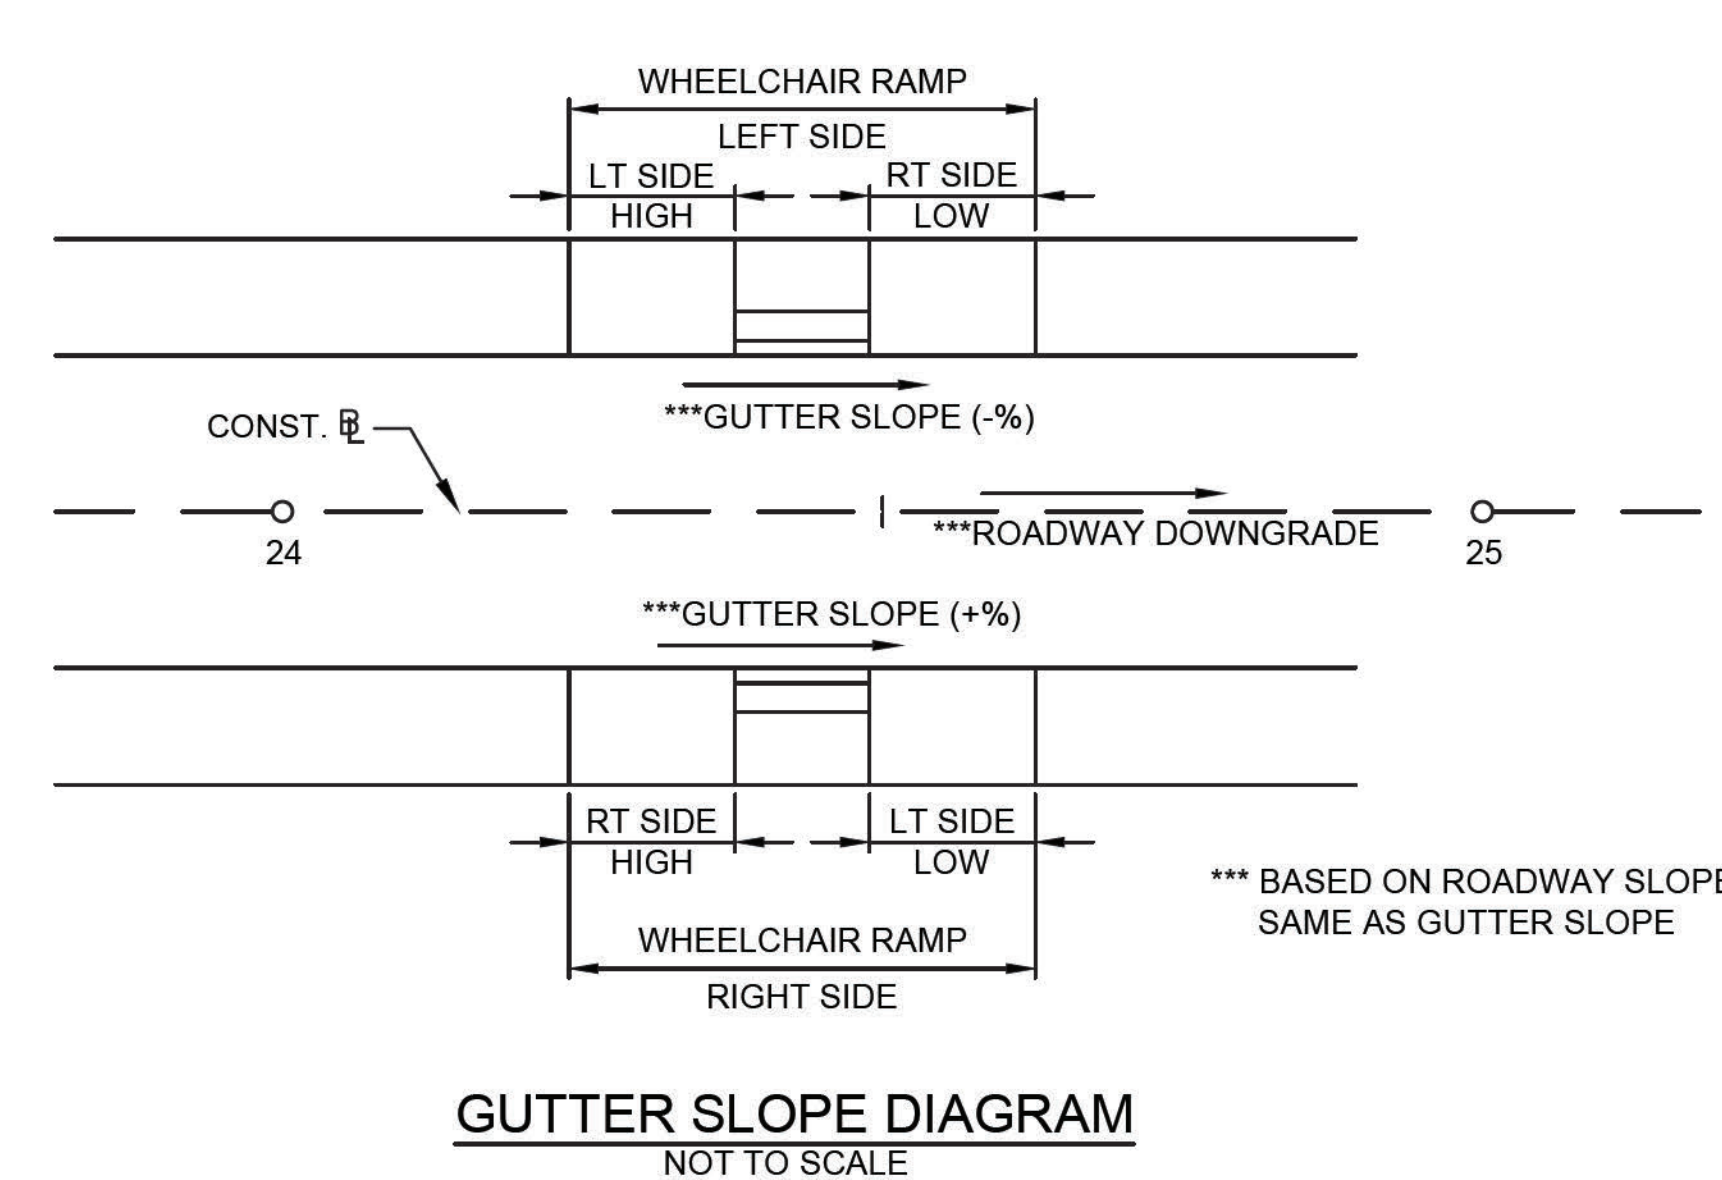 WHEELCHAIR RAMP
LEFT SIDE
LT SIDE
HIGH
RT SIDE
LOW
***GUTTER SLOPE (-%)
CONST. BL
***ROADWAY DOWNGRADE
24
25
***GUTTER SLOPE (+%)
RT SIDE
HIGH
LT SIDE
LOW
*** BASED ON ROADWAY SLOPE
SAME AS GUTTER SLOPE
WHEELCHAIR RAMP
RIGHT SIDE
GUTTER SLOPE DIAGRAM
NOT TO SCALE